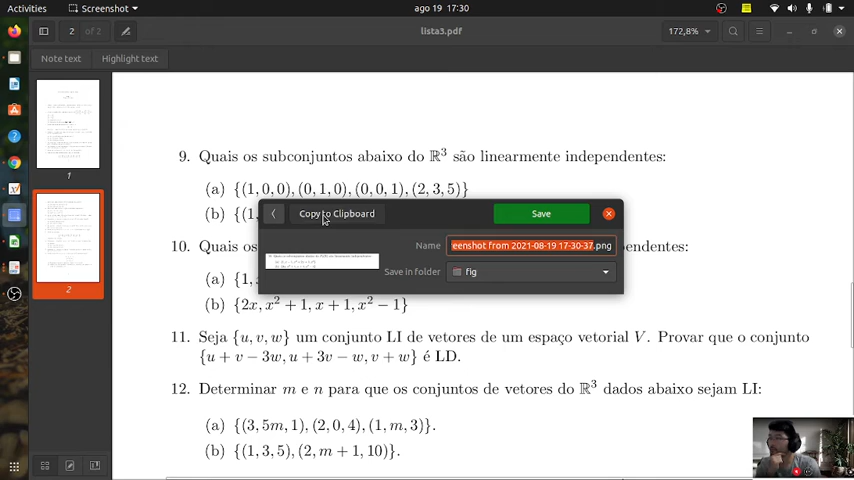 Activities
Screenshot
ago 19 17:30
2 of 2
lista3.pdf
172,8%
Note text Highlight text
9. Quais os subconjuntos abaixo do ℝ³ são linearmente independentes:
(a) {(1, 0, 0), (0, 1, 0), (0, 0, 1), (2, 3, 5)}
(b) {(1,
Copy to Clipboard
Save
Name
eenshot from 2021-08-19 17-30-37.png
Save in folder
fig
10. Quais os
pendentes:
(a) {1,
(b) {2x, x² + 1, x + 1, x² − 1}
11. Seja {u, v, w} um conjunto LI de vetores de um espaço vetorial V. Provar que o conjunto
{u + v − 3w, u + 3v − w, v + w} é LD.
12. Determinar m e n para que os conjuntos de vetores do ℝ³ dados abaixo sejam LI:
(a) {(3, 5m, 1), (2, 0, 4), (1, m, 3)}.
(b) {(1, 3, 5), (2, m + 1, 10)}.
1
2